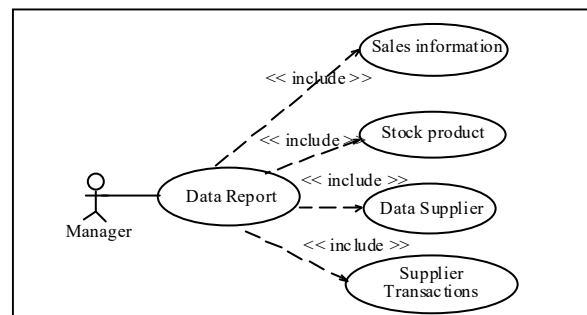 Sales information
<< include >>
Stock product
<< include >>
<< include >>
Data Report
Data Supplier
Manager
<< include >>
Supplier
Transactions